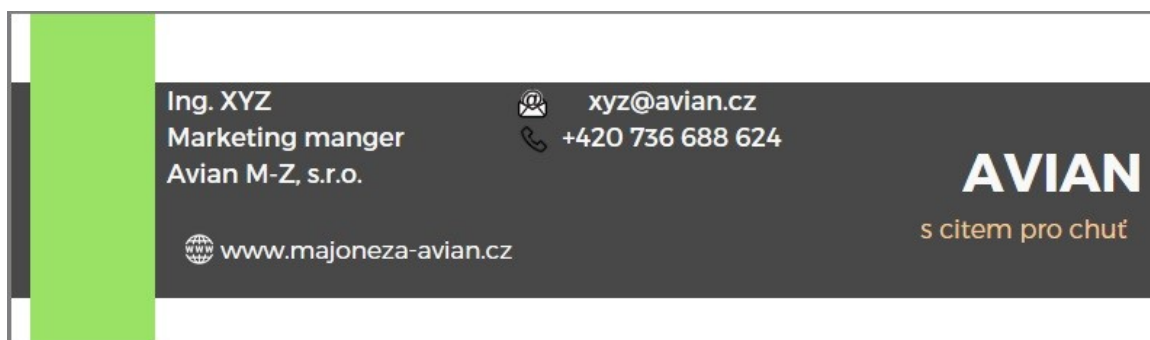 Ing. XYZ
Marketing manger
Avian M-Z, s.r.o.
www.majoneza-avian.cz
xyz@avian.cz
+420 736 688 624
AVIAN
s citem pro chuť